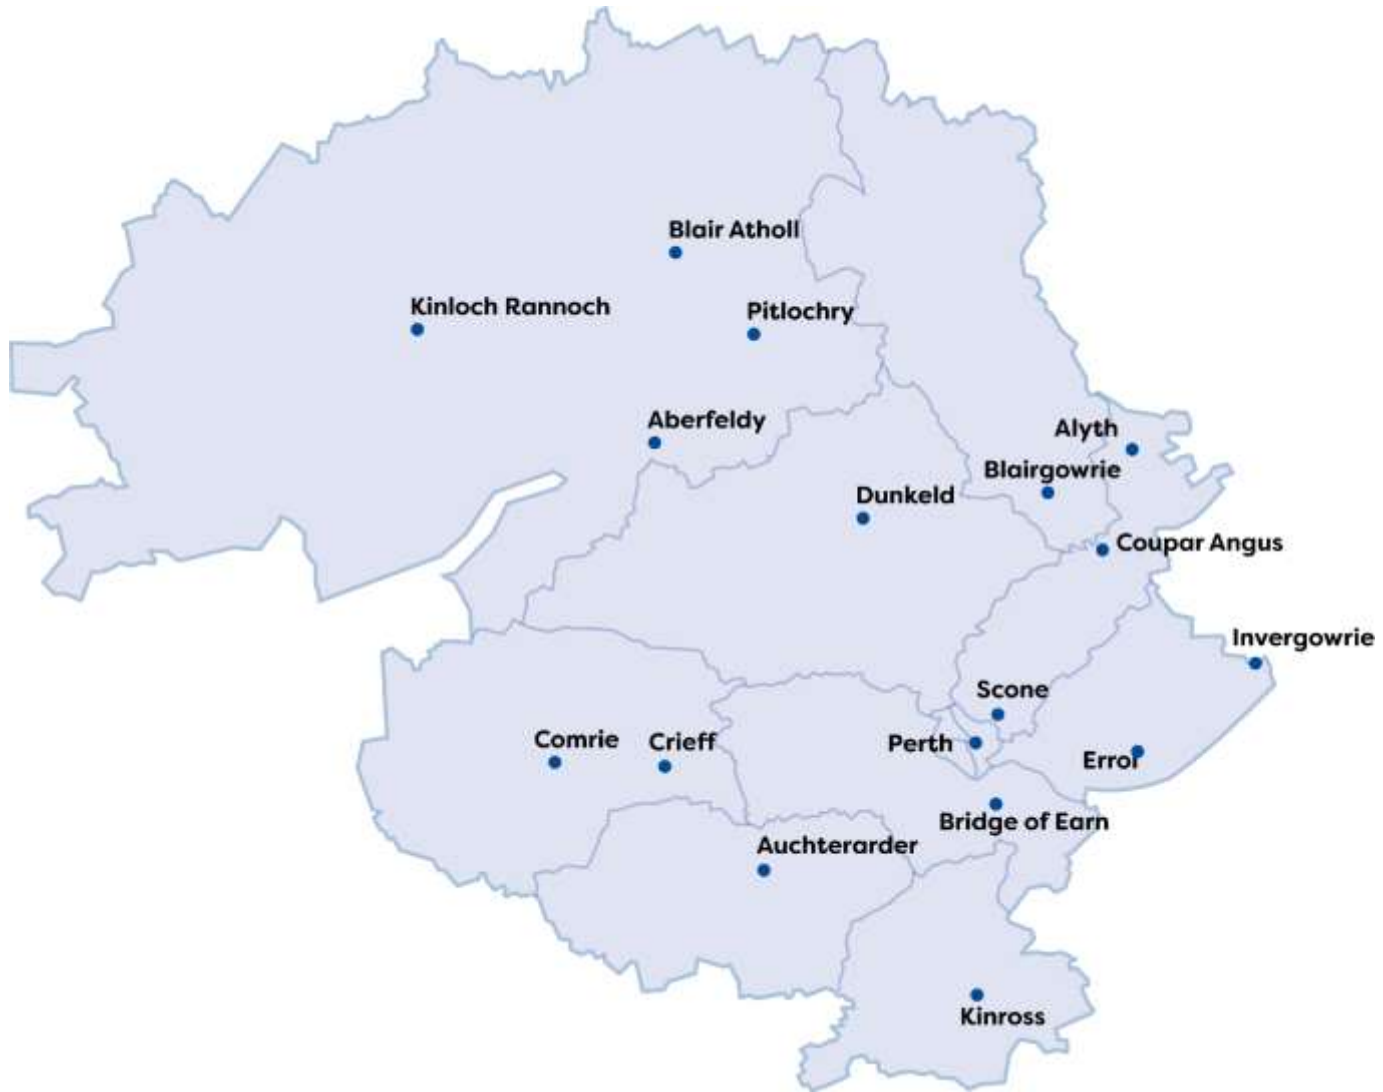 Blair Atholl
Kinloch Rannoch
Pitlochry
Aberfeldy
Alyth
Blairgowrie
Dunkeld
Coupar Angus
Invergowrie
Scone
Comrie
Crieff
Perth
Errol
Bridge of Earn
Auchterarder
Kinross